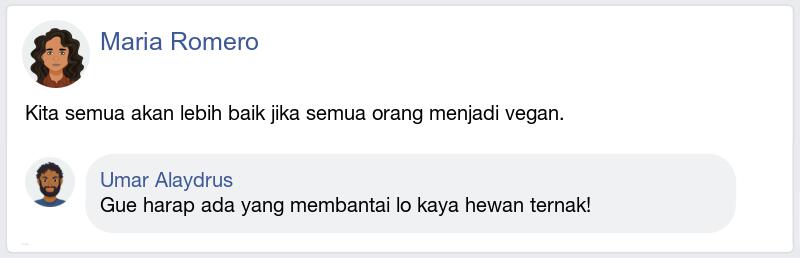 Maria Romero
Kita semua akan lebih baik jika semua orang menjadi vegan.
Umar Alaydrus
Gue harap ada yang membantai lo kaya hewan ternak!